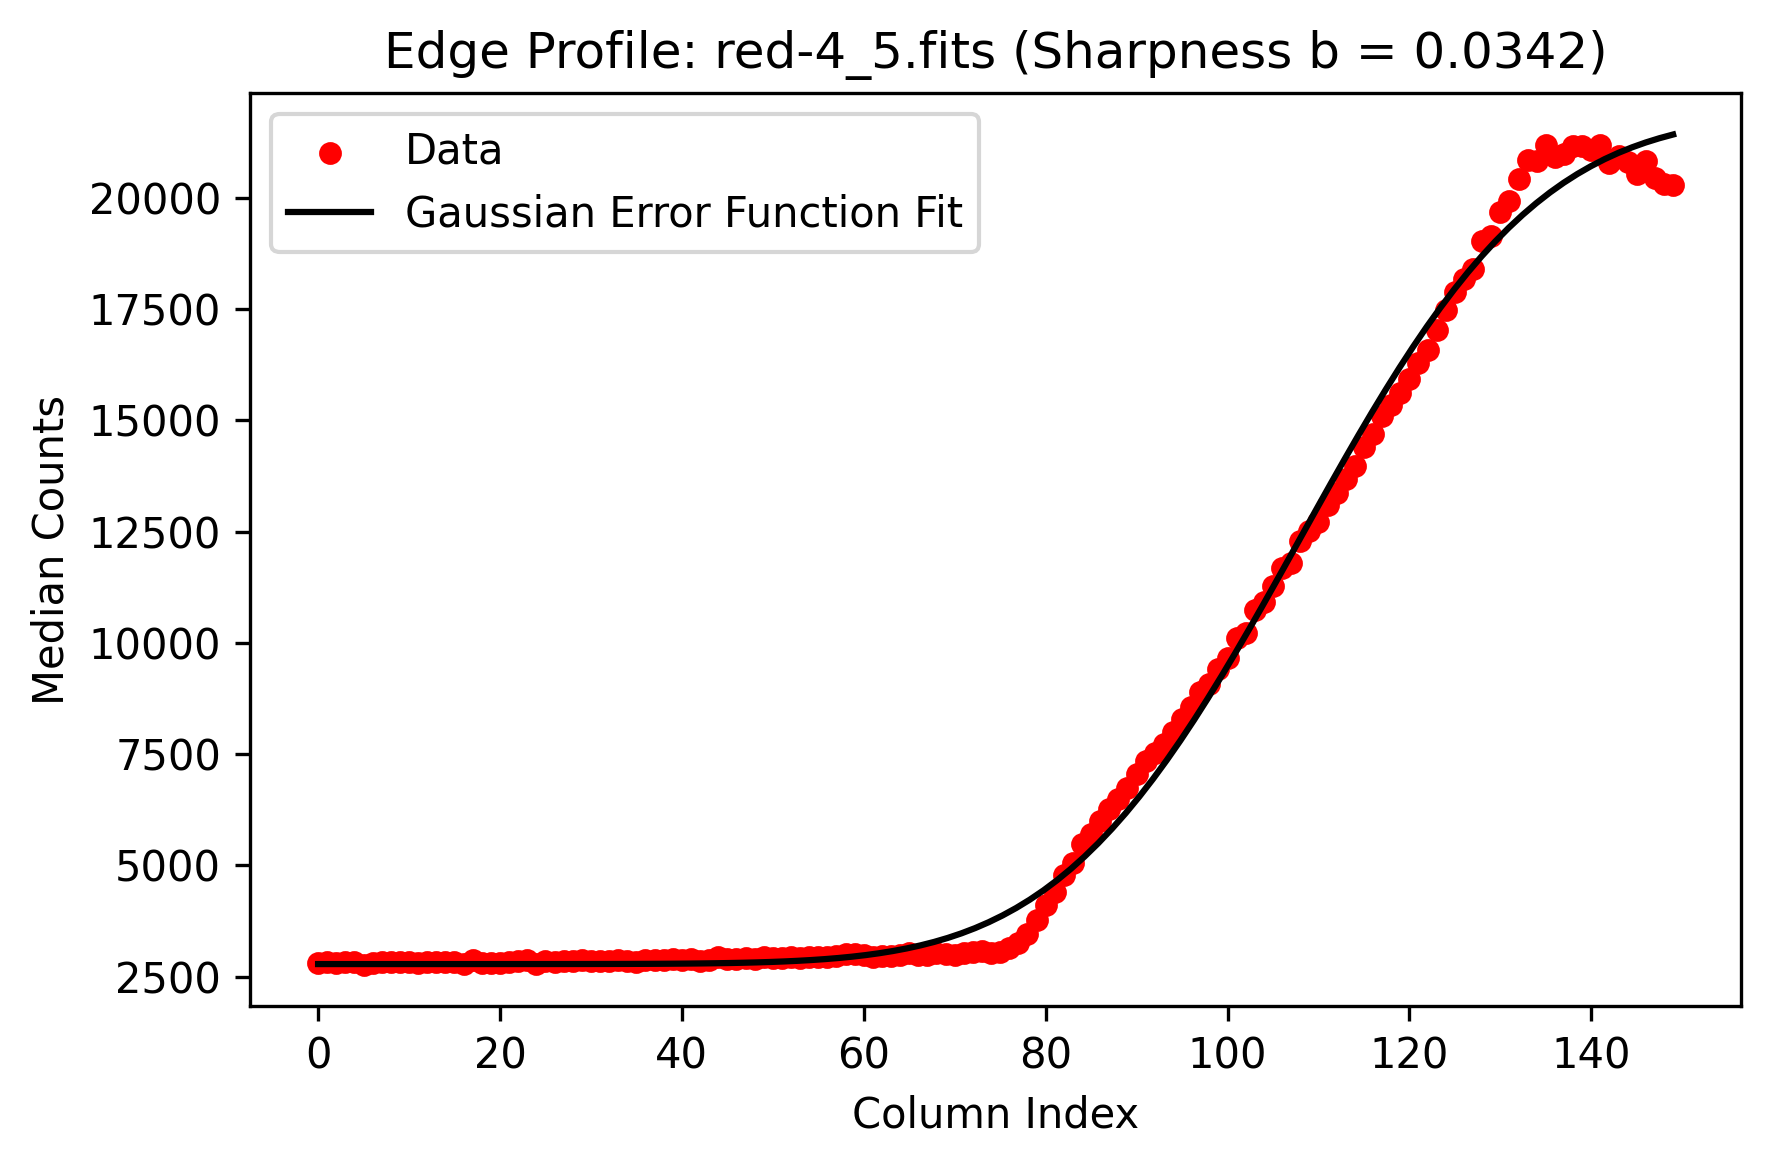 Edge Profile: red-4_5.fits (Sharpness b = 0.0342)
Data
Gaussian Error Function Fit
20000
17500
15000
12500
10000
7500
5000
2500
Median Counts
0 20 40 60 80 100 120 140
Column Index